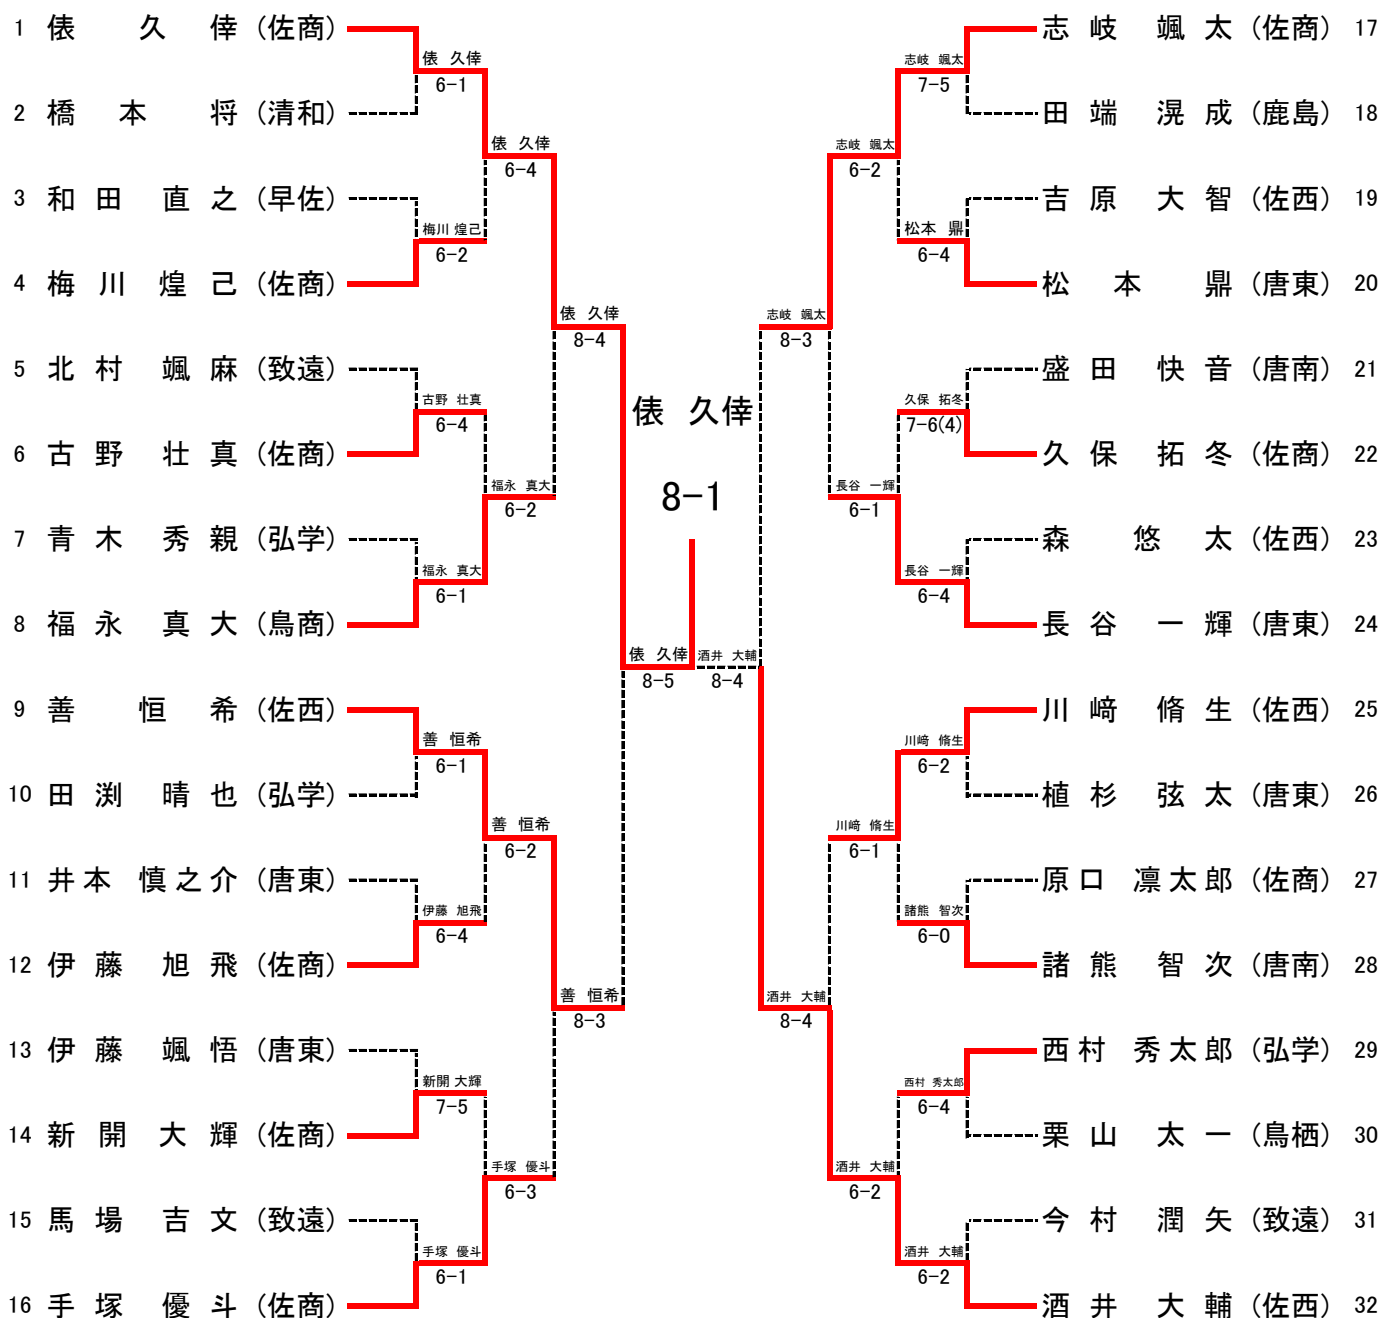 1 俵 久 倖 (佐商)
俵 久倖
6-1
2 橋 本 将 (清和)
俵 久倖
6-4
3 和 田 直 之 (早佐)
梅川 煌己
6-2
4 梅 川 煌 己 (佐商)
俵 久倖
8-4
5 北 村 颯 麻 (致遠)
古野 壮真
6-4
6 古 野 壮 真 (佐商)
福永 真大
6-2
7 青 木 秀 親 (弘学)
福永 真大
6-1
8 福 永 真 大 (鳥商)
俵 久倖
8-5
9 善 恒 希 (佐西)
善 恒希
6-1
10 田 渕 晴 也 (弘学)
善 恒希
6-2
11 井 本 慎 之 介 (唐東)
伊藤 旭飛
6-4
12 伊 藤 旭 飛 (佐商)
善 恒希
8-3
13 伊 藤 颯 悟 (唐東)
新開 大輝
7-5
14 新 開 大 輝 (佐商)
手塚 優斗
6-3
15 馬 場 吉 文 (致遠)
手塚 優斗
6-1
16 手 塚 優 斗 (佐商)
俵 久倖
8-1
志 岐 颯 太 (佐商) 17
志岐 颯太
7-5
田 端 滉 成 (鹿島) 18
志岐 颯太
6-2
吉 原 大 智 (佐西) 19
松本 鼎
6-4
松 本 鼎 (唐東) 20
志岐 颯太
8-3
盛 田 快 音 (唐南) 21
久保 拓冬
7-6(4)
久 保 拓 冬 (佐商) 22
長谷 一輝
6-1
森 悠 太 (佐西) 23
長谷 一輝
6-4
長 谷 一 輝 (唐東) 24
酒井 大輔
8-4
川 﨑 脩 生 (佐西) 25
川﨑 脩生
6-2
植 杉 弦 太 (唐東) 26
川﨑 脩生
6-1
原 口 凛 太 郎 (佐商) 27
諸熊 智次
6-0
諸 熊 智 次 (唐南) 28
酒井 大輔
8-4
西 村 秀 太 郎 (弘学) 29
西村 秀太郎
6-4
栗 山 太 一 (鳥栖) 30
酒井 大輔
6-2
今 村 潤 矢 (致遠) 31
酒井 大輔
6-2
酒 井 大 輔 (佐西) 32